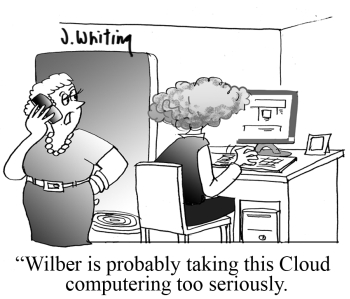 J.Whiting
“Wilber is probably taking this Cloud
computering too seriously.